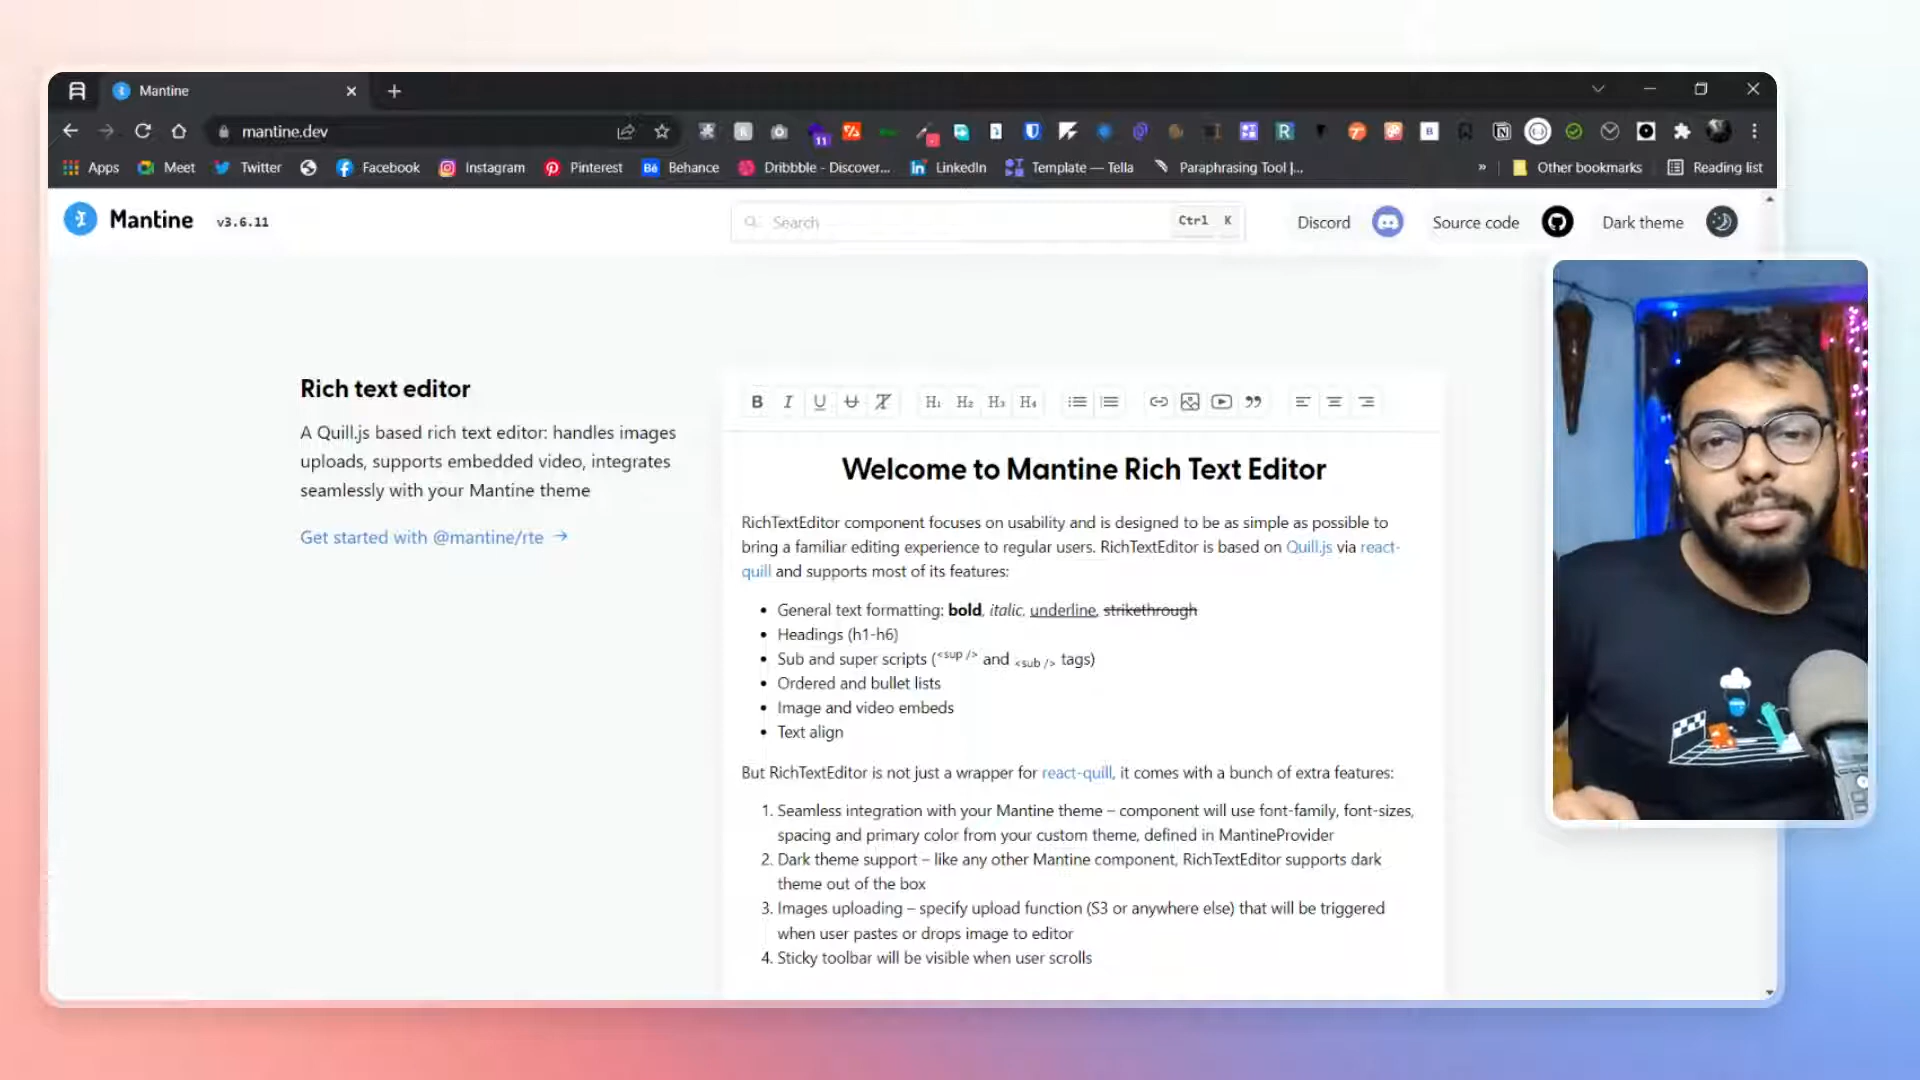 Mantine
mantine.dev
11
Apps
Meet
Twitter
Facebook
Instagram
Pinterest
Behance
Dribbble - Discover...
LinkedIn
Template — Tella
Paraphrasing Tool |...
»
Other bookmarks
Reading list
Mantine
v3.6.11
Search
Ctrl K
Discord
Source code
Dark theme
Rich text editor
A Quill.js based rich text editor: handles images
uploads, supports embedded video, integrates
seamlessly with your Mantine theme
Get started with @mantine/rte →
B I U H1 H2 H3 H4
Welcome to Mantine Rich Text Editor
RichTextEditor component focuses on usability and is designed to be as simple as possible to
bring a familiar editing experience to regular users. RichTextEditor is based on Quill.js via react-
quill and supports most of its features:
• General text formatting: bold, italic, underline, strikethrough
• Headings (h1-h6)
• Sub and super scripts (<sup /> and <sub /> tags)
• Ordered and bullet lists
• Image and video embeds
• Text align
But RichTextEditor is not just a wrapper for react-quill, it comes with a bunch of extra features:
1. Seamless integration with your Mantine theme – component will use font-family, font-sizes,
spacing and primary color from your custom theme, defined in MantineProvider
2. Dark theme support – like any other Mantine component, RichTextEditor supports dark
theme out of the box
3. Images uploading – specify upload function (S3 or anywhere else) that will be triggered
when user pastes or drops image to editor
4. Sticky toolbar will be visible when user scrolls